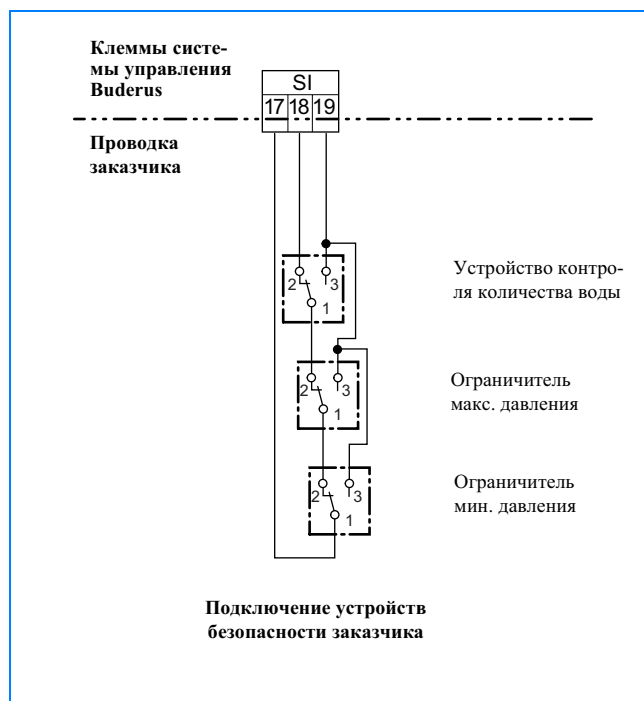 Клеммы систе-
мы управления
Buderus
SI
17 18 19
Проводка
заказчика
2 3
1
Устройство контро-
ля количества воды
2 3
1
Ограничитель
макс. давления
2 3
1
Ограничитель
мин. давления
Подключение устройств
безопасности заказчика